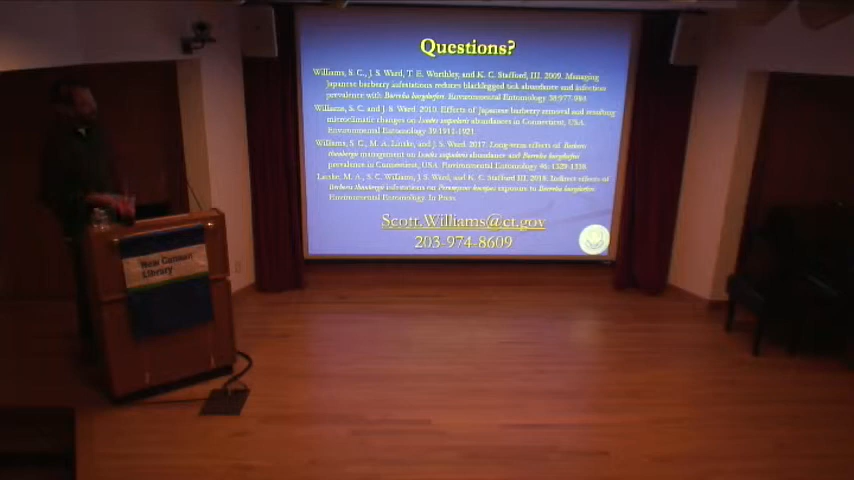 Questions?
Williams, S. C., J. S. Ward, T. E. Worthley, and K. C. Stafford, III. 2009. Managing
Japanese barberry infestations reduces blacklegged tick abundance and infection
prevalence with Borrelia burgdorferi. Environmental Entomology 38:977-984.
Williams, S. C. and J. S. Ward. 2010. Effects of Japanese barberry removal and resulting
microclimatic changes on Ixodes scapularis abundances in Connecticut, USA.
Environmental Entomology 39:1911-1921.
Williams, S. C., M. A. Linske, and J. S. Ward. 2017. Long-term effects of Berberis
thunbergii management on Ixodes scapularis abundance and Borrelia burgdorferi
prevalence in Connecticut, USA. Environmental Entomology 46:1329-1338.
Linske, M. A., S. C. Williams, J. S. Ward, and K. C. Stafford III. 2018. Indirect effects of
Berberis thunbergii infestations on Peromyscus leucopus exposure to Borrelia burgdorferi.
Environmental Entomology. In Press.
Scott.Williams@ct.gov
203-974-8609
New Canaan
Library